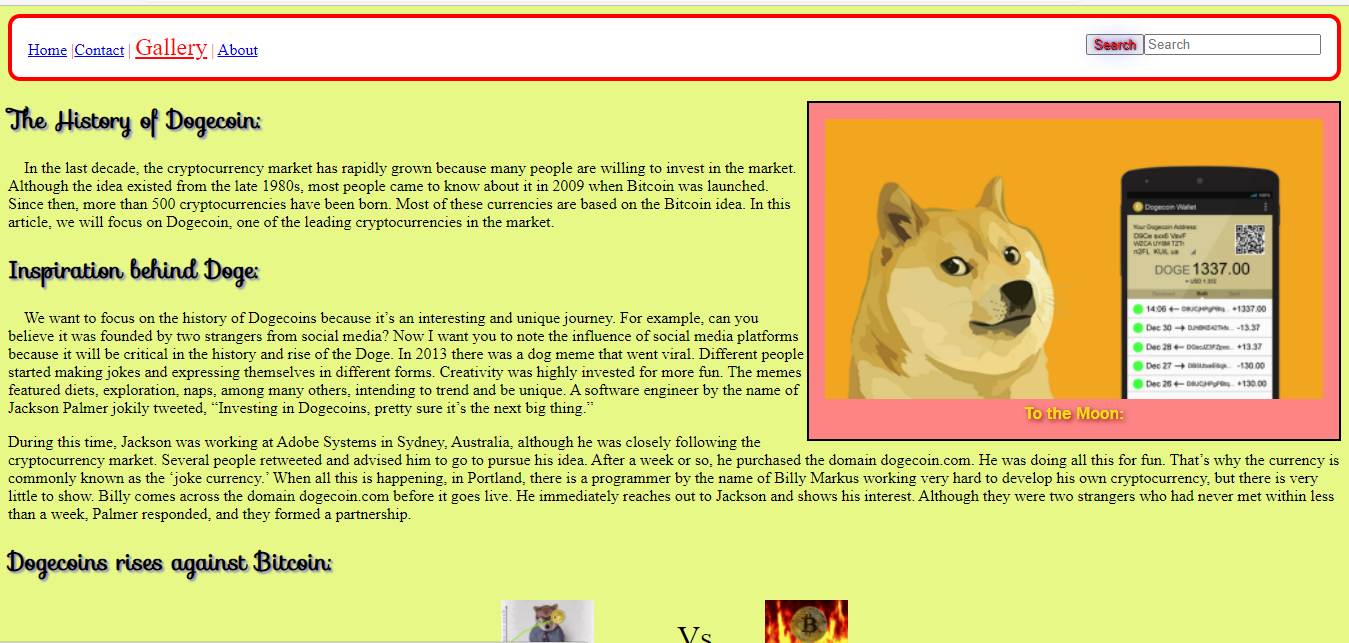 Home |Contact | Gallery | About
Search Search
The History of Dogecoin:
In the last decade, the cryptocurrency market has rapidly grown because many people are willing to invest in the market.
Although the idea existed from the late 1980s, most people came to know about it in 2009 when Bitcoin was launched.
Since then, more than 500 cryptocurrencies have been born. Most of these currencies are based on the Bitcoin idea. In this
article, we will focus on Dogecoin, one of the leading cryptocurrencies in the market.
Inspiration behind Doge:
We want to focus on the history of Dogecoins because it’s an interesting and unique journey. For example, can you
believe it was founded by two strangers from social media? Now I want you to note the influence of social media platforms
because it will be critical in the history and rise of the Doge. In 2013 there was a dog meme that went viral. Different people
started making jokes and expressing themselves in different forms. Creativity was highly invested for more fun. The memes
featured diets, exploration, naps, among many others, intending to trend and be unique. A software engineer by the name of
Jackson Palmer jokily tweeted, “Investing in Dogecoins, pretty sure it’s the next big thing.”
Dogecoin Wallet
Your Dogecoin Address:
DOGE 1337.00
14:06 +1337.00
Dec 30 -13.37
Dec 28 +13.37
Dec 27 -130.00
Dec 26 +130.00
To the Moon:
During this time, Jackson was working at Adobe Systems in Sydney, Australia, although he was closely following the
cryptocurrency market. Several people retweeted and advised him to go to pursue his idea. After a week or so, he purchased the domain dogecoin.com. He was doing all this for fun. That’s why the currency is
commonly known as the ‘joke currency.’ When all this is happening, in Portland, there is a programmer by the name of Billy Markus working very hard to develop his own cryptocurrency, but there is very
little to show. Billy comes across the domain dogecoin.com before it goes live. He immediately reaches out to Jackson and shows his interest. Although they were two strangers who had never met within less
than a week, Palmer responded, and they formed a partnership.
Dogecoins rises against Bitcoin:
Vs